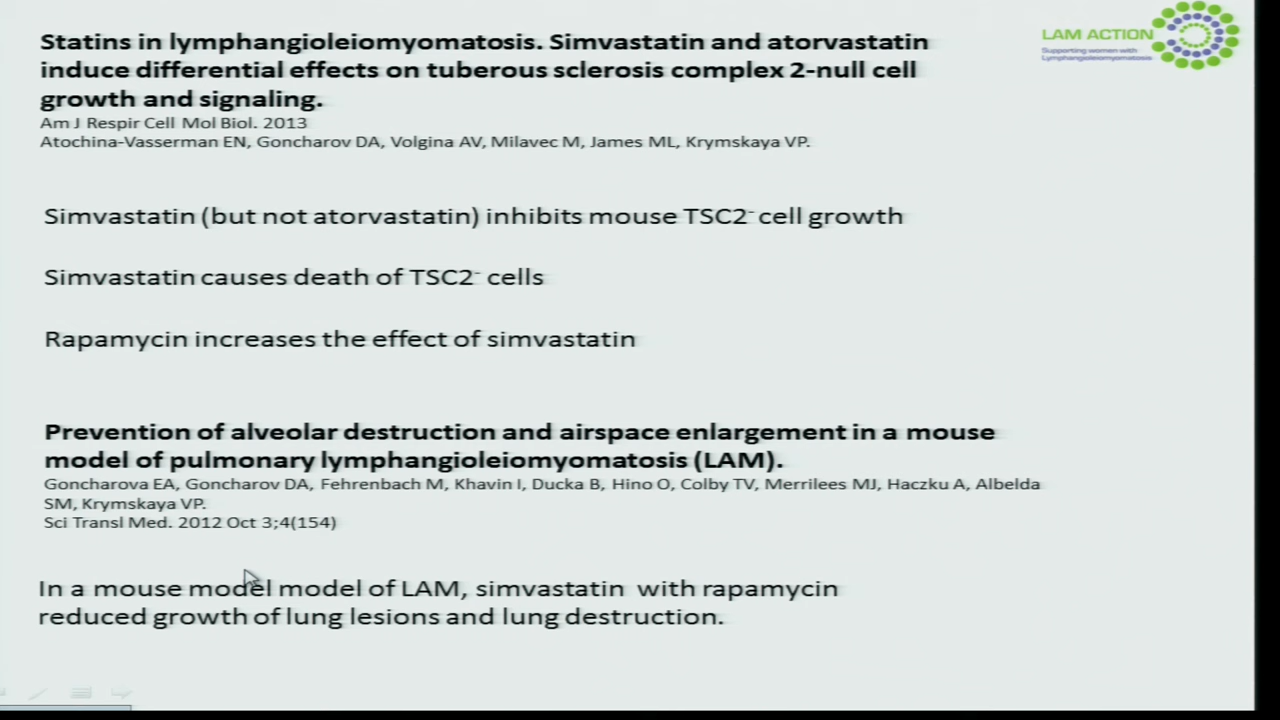 Statins in lymphangioleiomyomatosis. Simvastatin and atorvastatin
induce differential effects on tuberous sclerosis complex 2-null cell
growth and signaling.
Am J Respir Cell Mol Biol. 2013
Atochina-Vasserman EN, Goncharov DA, Volgina AV, Milavec M, James ML, Krymskaya VP.
LAM ACTION
Supporting women with
Lymphangioleiomyomatosis
Simvastatin (but not atorvastatin) inhibits mouse TSC2⁻ cell growth
Simvastatin causes death of TSC2⁻ cells
Rapamycin increases the effect of simvastatin
Prevention of alveolar destruction and airspace enlargement in a mouse
model of pulmonary lymphangioleiomyomatosis (LAM).
Goncharova EA, Goncharov DA, Fehrenbach M, Khavin I, Ducka B, Hino O, Colby TV, Merrilees MJ, Haczku A, Albelda
SM, Krymskaya VP.
Sci Transl Med. 2012 Oct 3;4(154)
In a mouse model model of LAM, simvastatin with rapamycin
reduced growth of lung lesions and lung destruction.